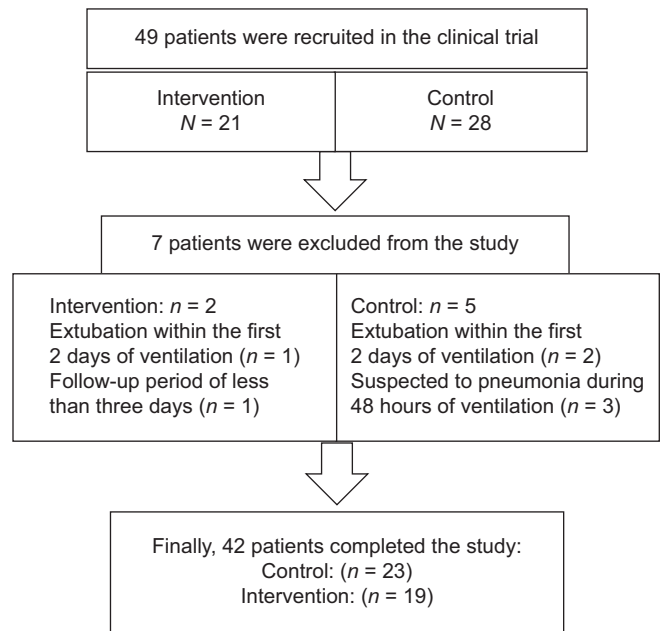 49 patients were recruited in the clinical trial
Intervention
N = 21
Control
N = 28
7 patients were excluded from the study
Intervention: n = 2
Extubation within the first
2 days of ventilation (n = 1)
Follow-up period of less
than three days (n = 1)
Control: n = 5
Extubation within the first
2 days of ventilation (n = 2)
Suspected to pneumonia during
48 hours of ventilation (n = 3)
Finally, 42 patients completed the study:
Control: (n = 23)
Intervention: (n = 19)